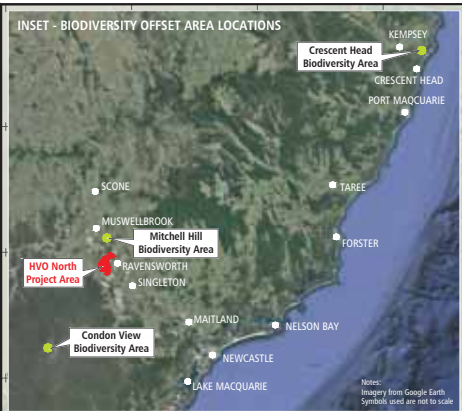 INSET - BIODIVERSITY OFFSET AREA LOCATIONS
KEMPSEY
Crescent Head
Biodiversity Area
CRESCENT HEAD
PORT MAQCUARIE
SCONE
TAREE
MUSWELLBROOK
Mitchell Hill
Biodiversity Area
FORSTER
HVO North
Project Area
RAVENSWORTH
SINGLETON
MAITLAND
NELSON BAY
Condon View
Biodiversity Area
NEWCASTLE
LAKE MACQUARIE
Notes:
Imagery from Google Earth
Symbols used are not to scale